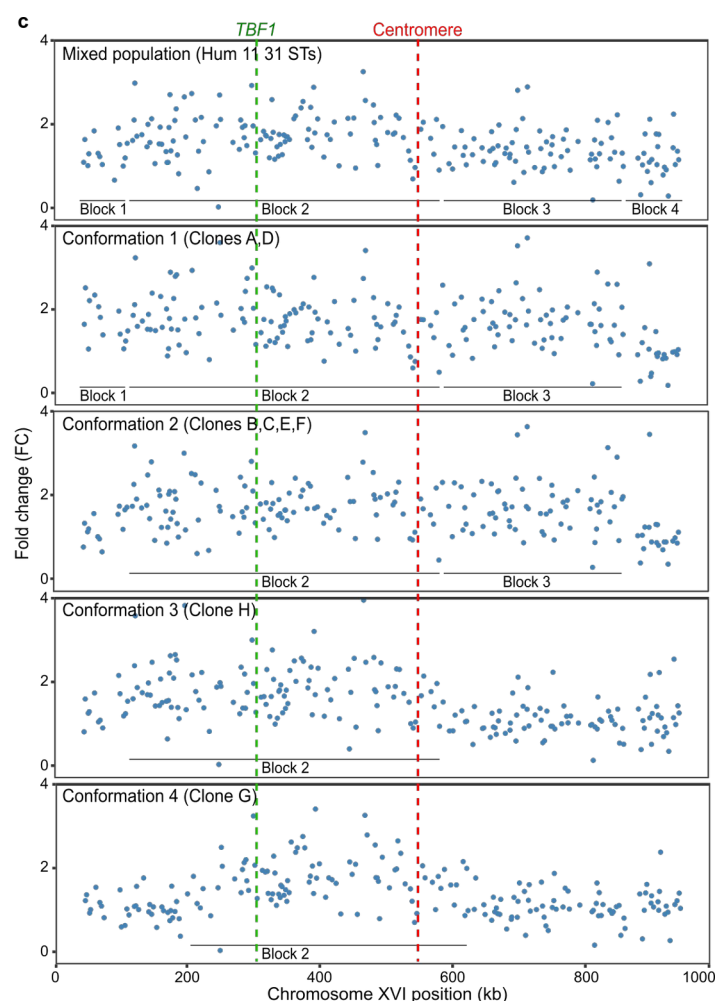 c
TBF1 Centromere
4
Mixed population (Hum 11 31 STs)
2
0
Block 1 Block 2 Block 3 Block 4
4
Conformation 1 (Clones A,D)
2
0
Block 1 Block 2 Block 3
4
Conformation 2 (Clones B,C,E,F)
2
0
Block 2 Block 3
Fold change (FC)
4
Conformation 3 (Clone H)
2
0
Block 2
4
Conformation 4 (Clone G)
2
0
Block 2
0 200 400 600 800 1000
Chromosome XVI position (kb)